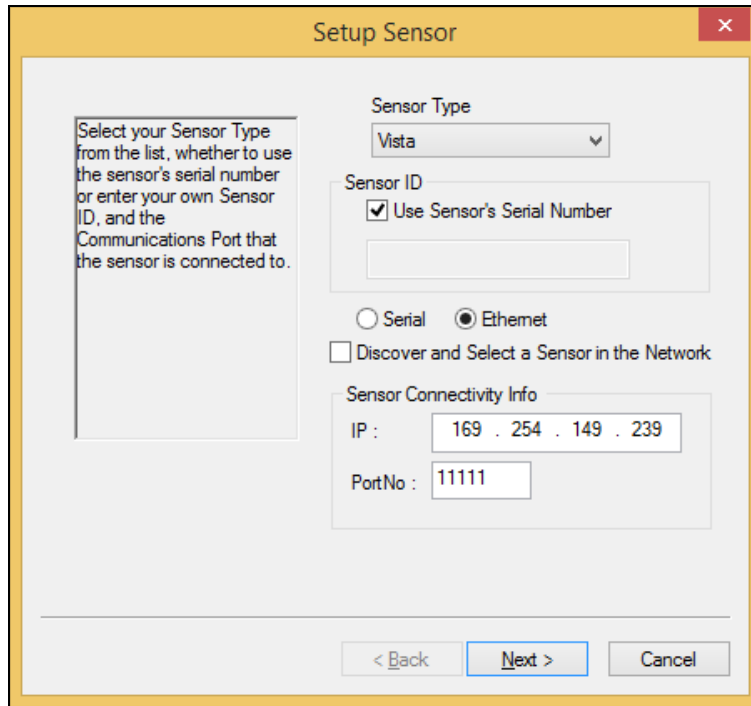 Setup Sensor
Select your Sensor Type
from the list, whether to use
the sensor's serial number
or enter your own Sensor
ID, and the
Communications Port that
the sensor is connected to.
Sensor Type
Vista
Sensor ID
Use Sensor's Serial Number
Serial Ethernet
Discover and Select a Sensor in the Network
Sensor Connectivity Info
IP : 169 . 254 . 149 . 239
PortNo : 11111
< Back Next > Cancel